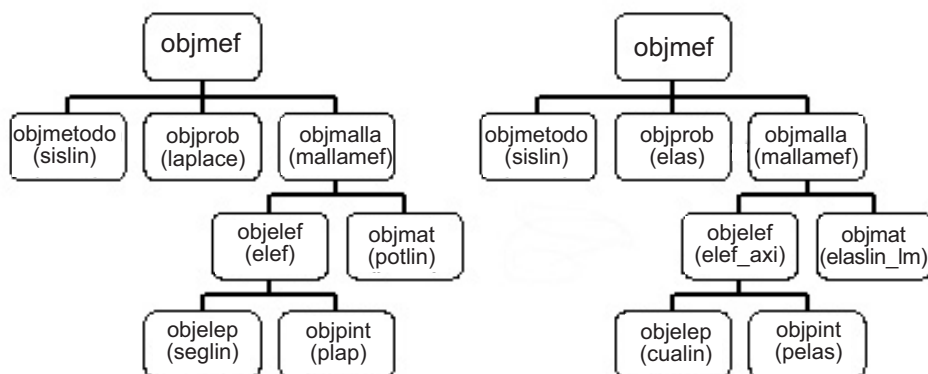 objmef
objmetodo
(sislin)
objprob
(laplace)
objmalla
(mallamef)
objelef
(elef)
objmat
(potlin)
objelep
(seglin)
objpint
(plap)
objmef
objmetodo
(sislin)
objprob
(elas)
objmalla
(mallamef)
objelef
(elef_axi)
objmat
(elaslin_lm)
objelep
(cualin)
objpint
(pelas)